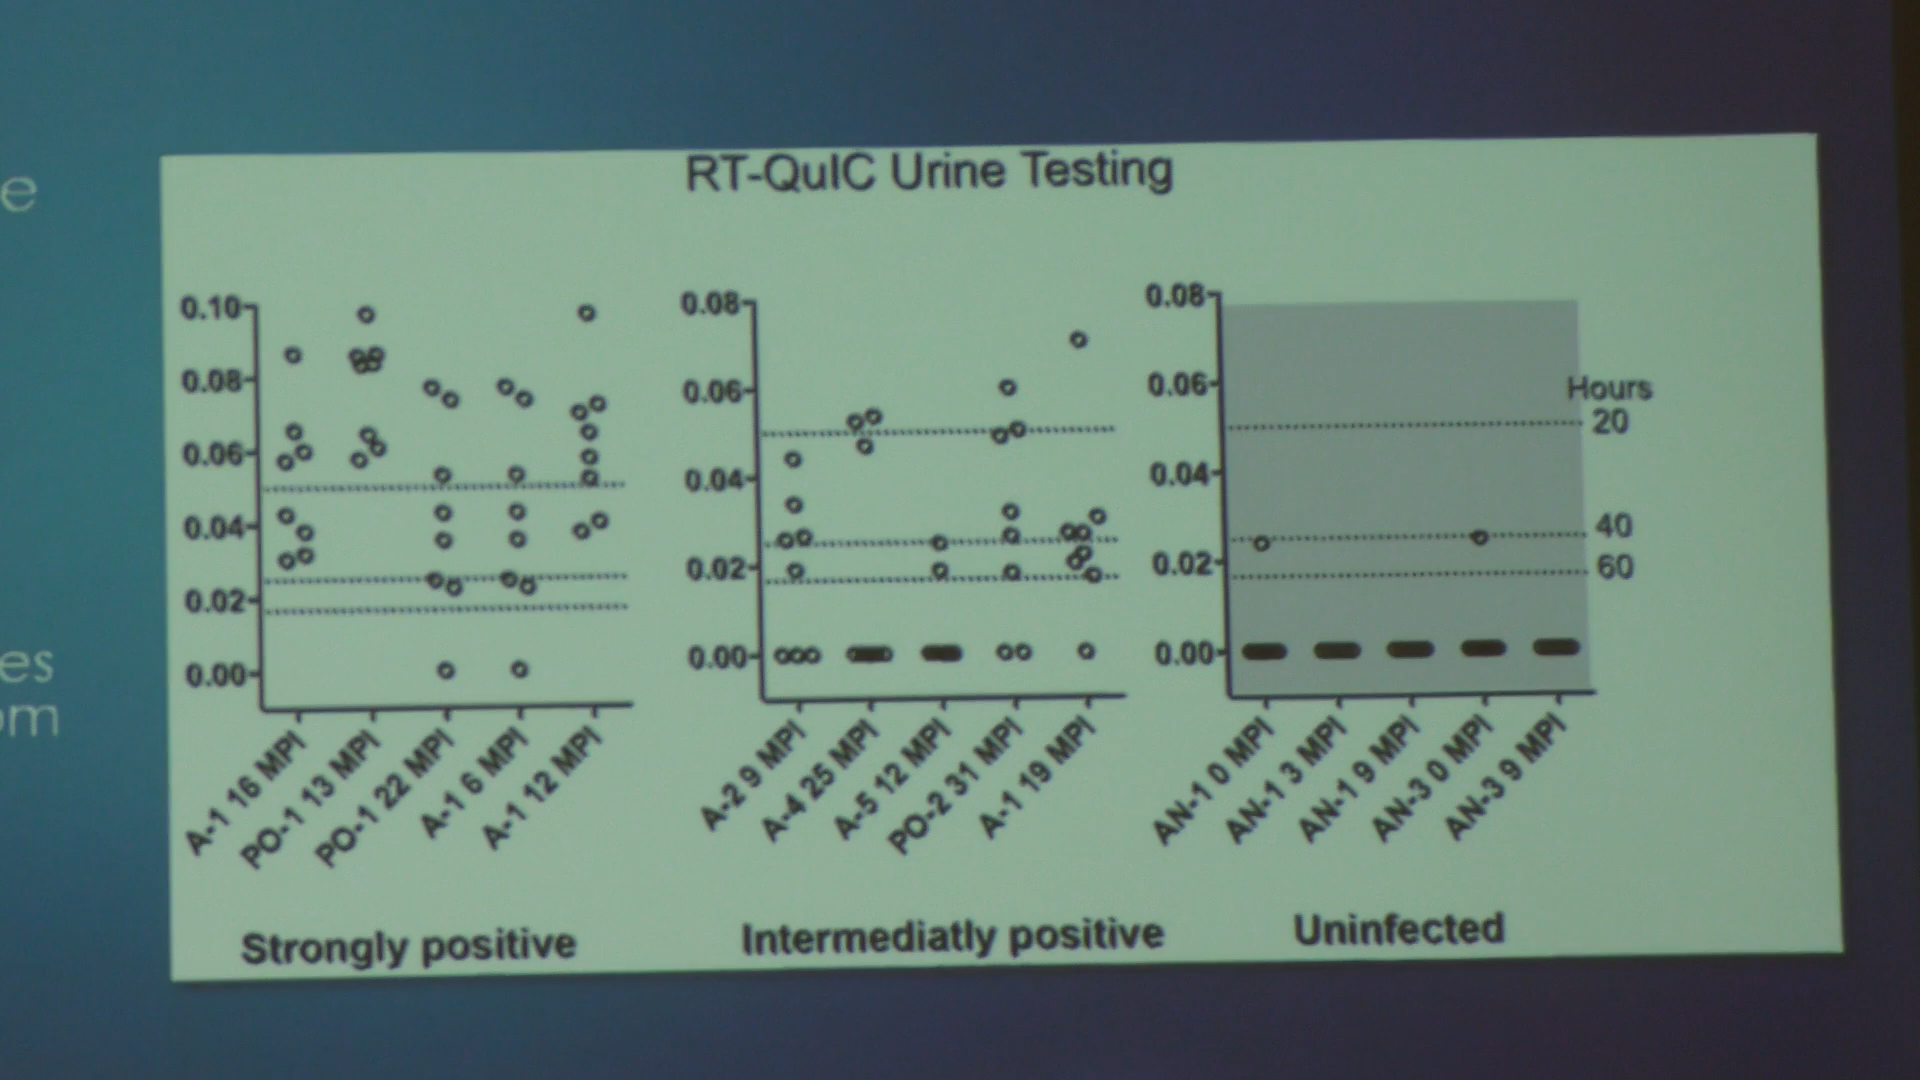 RT-QuIC Urine Testing
0.10
0.08
0.06
0.04
0.02
0.00
A-1 16 MPI
PO-1 13 MPI
PO-1 22 MPI
A-1 6 MPI
A-1 12 MPI
Strongly positive
0.08
0.06
0.04
0.02
0.00
A-2 9 MPI
A-4 25 MPI
A-5 12 MPI
PO-2 31 MPI
A-1 19 MPI
Intermediatly positive
0.08
0.06
0.04
0.02
0.00
Hours
20
40
60
AN-1 0 MPI
AN-1 3 MPI
AN-1 9 MPI
AN-3 0 MPI
AN-3 9 MPI
Uninfected